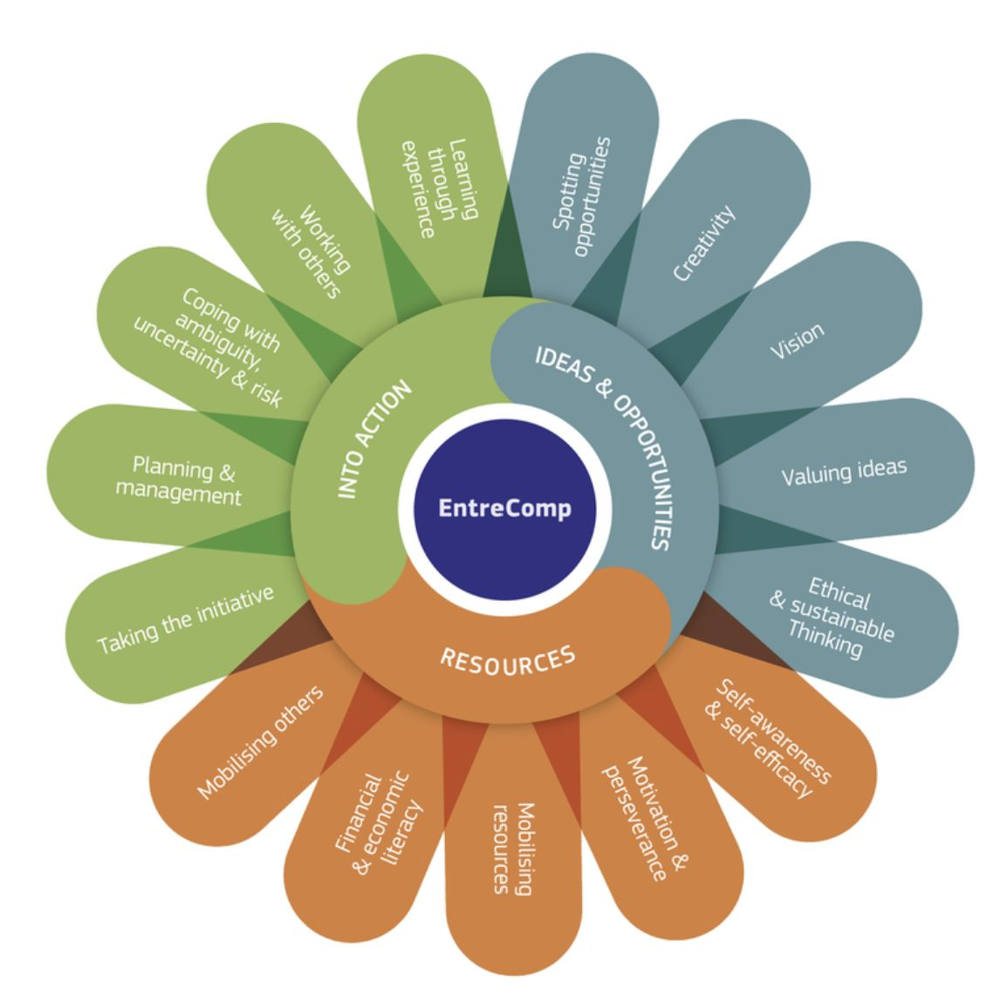 EntreComp
IDEAS & OPPORTUNITIES
Spotting
opportunities
Creativity
Vision
Valuing ideas
Ethical
& sustainable
Thinking
RESOURCES
Self-awareness
& self-efficacy
Motivation &
perseverance
Mobilising
resources
Financial
& economic
literacy
Mobilising others
INTO ACTION
Taking the initiative
Planning &
management
Coping with
ambiguity,
uncertainty & risk
Working
with others
Learning
through
experience